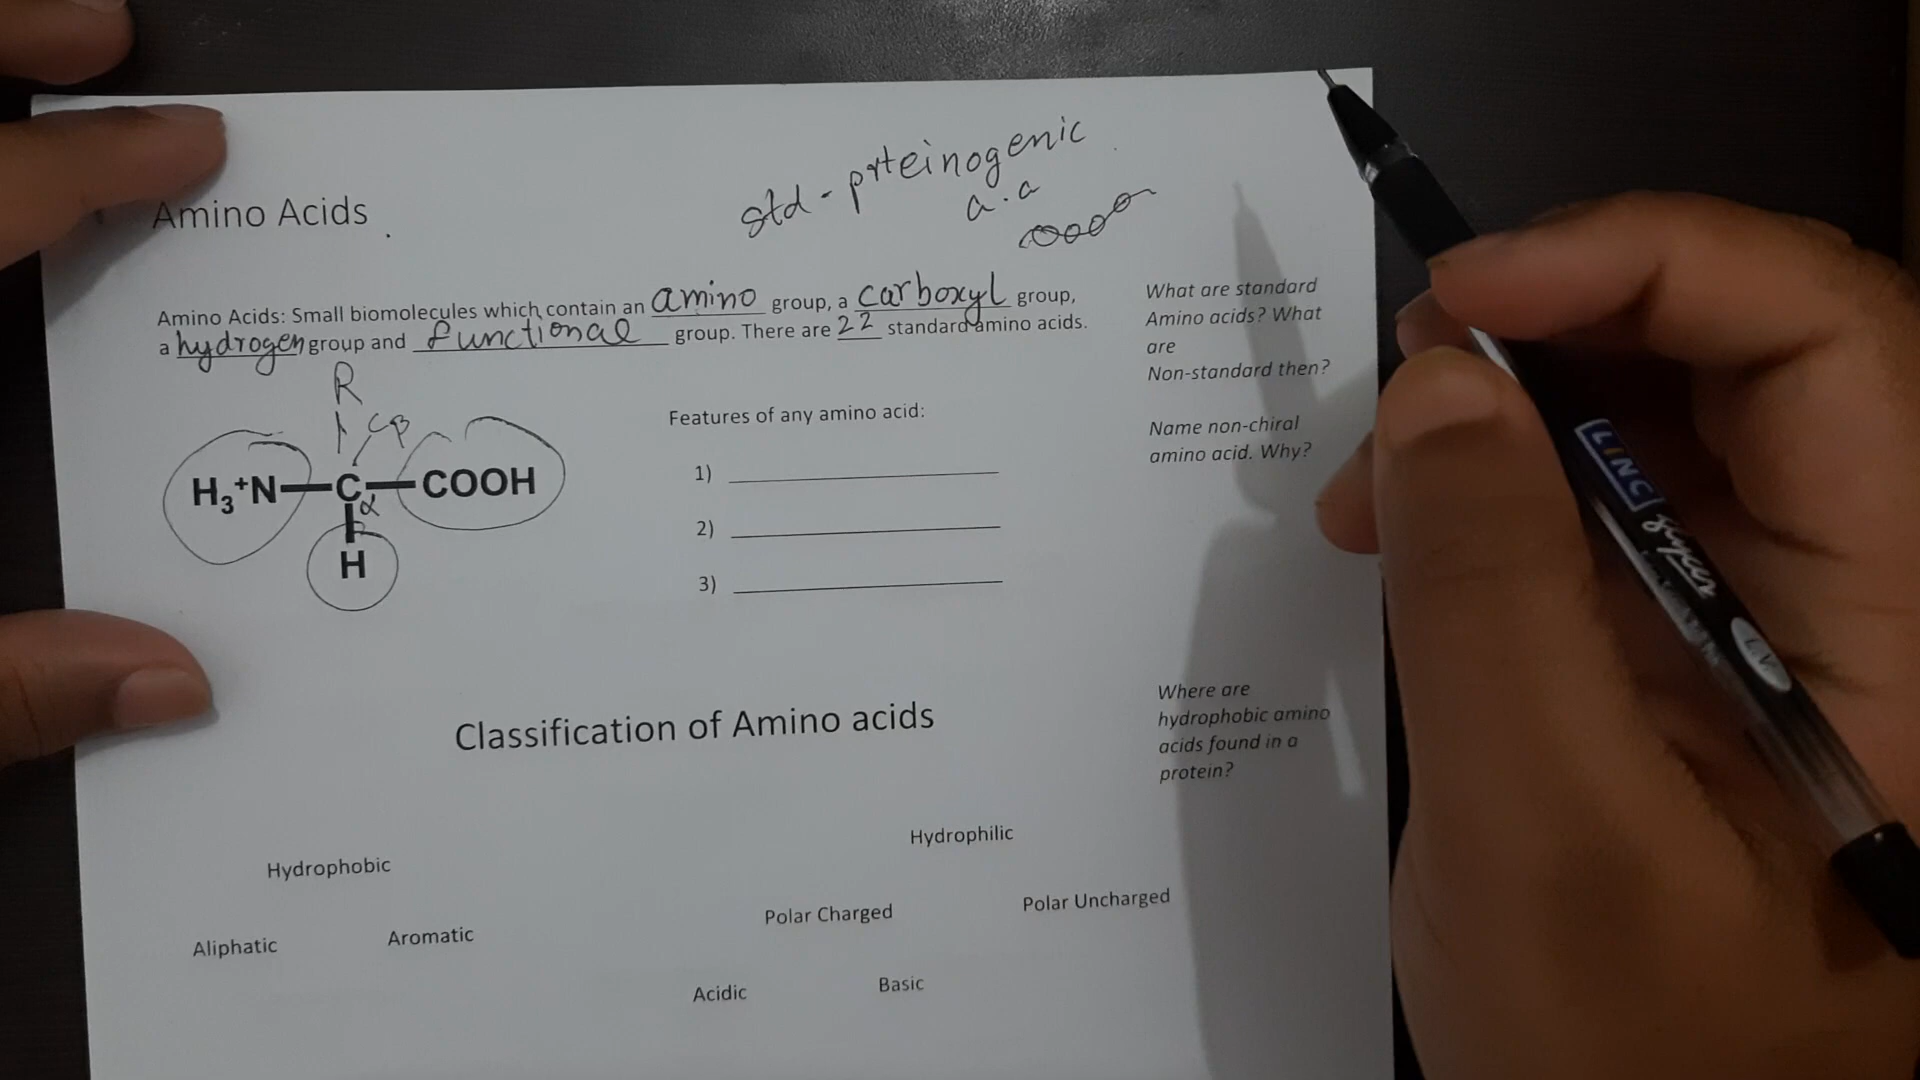 std - prteinogenic
a.a
Amino Acids
Amino Acids: Small biomolecules which contain an amino group, a carboxyl group,
a hydrogen group and functional group. There are 22 standard amino acids.
What are standard
Amino acids? What
are
Non-standard then?
Name non-chiral
amino acid. Why?
R
Cβ
H3+N—C—COOH
α
H
Features of any amino acid:
1)
2)
3)
Classification of Amino acids
Where are
hydrophobic amino
acids found in a
protein?
Hydrophobic
Hydrophilic
Aliphatic
Aromatic
Polar Charged
Polar Uncharged
Acidic
Basic
LINC